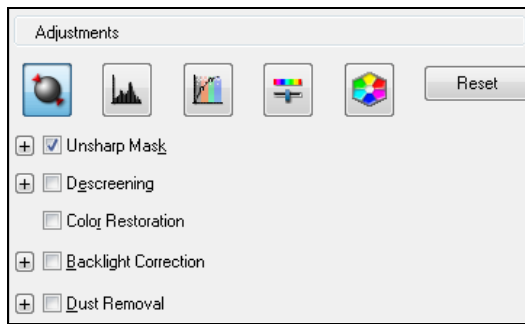 Adjustments
Reset
Unsharp Mask
Descreening
Color Restoration
Backlight Correction
Dust Removal